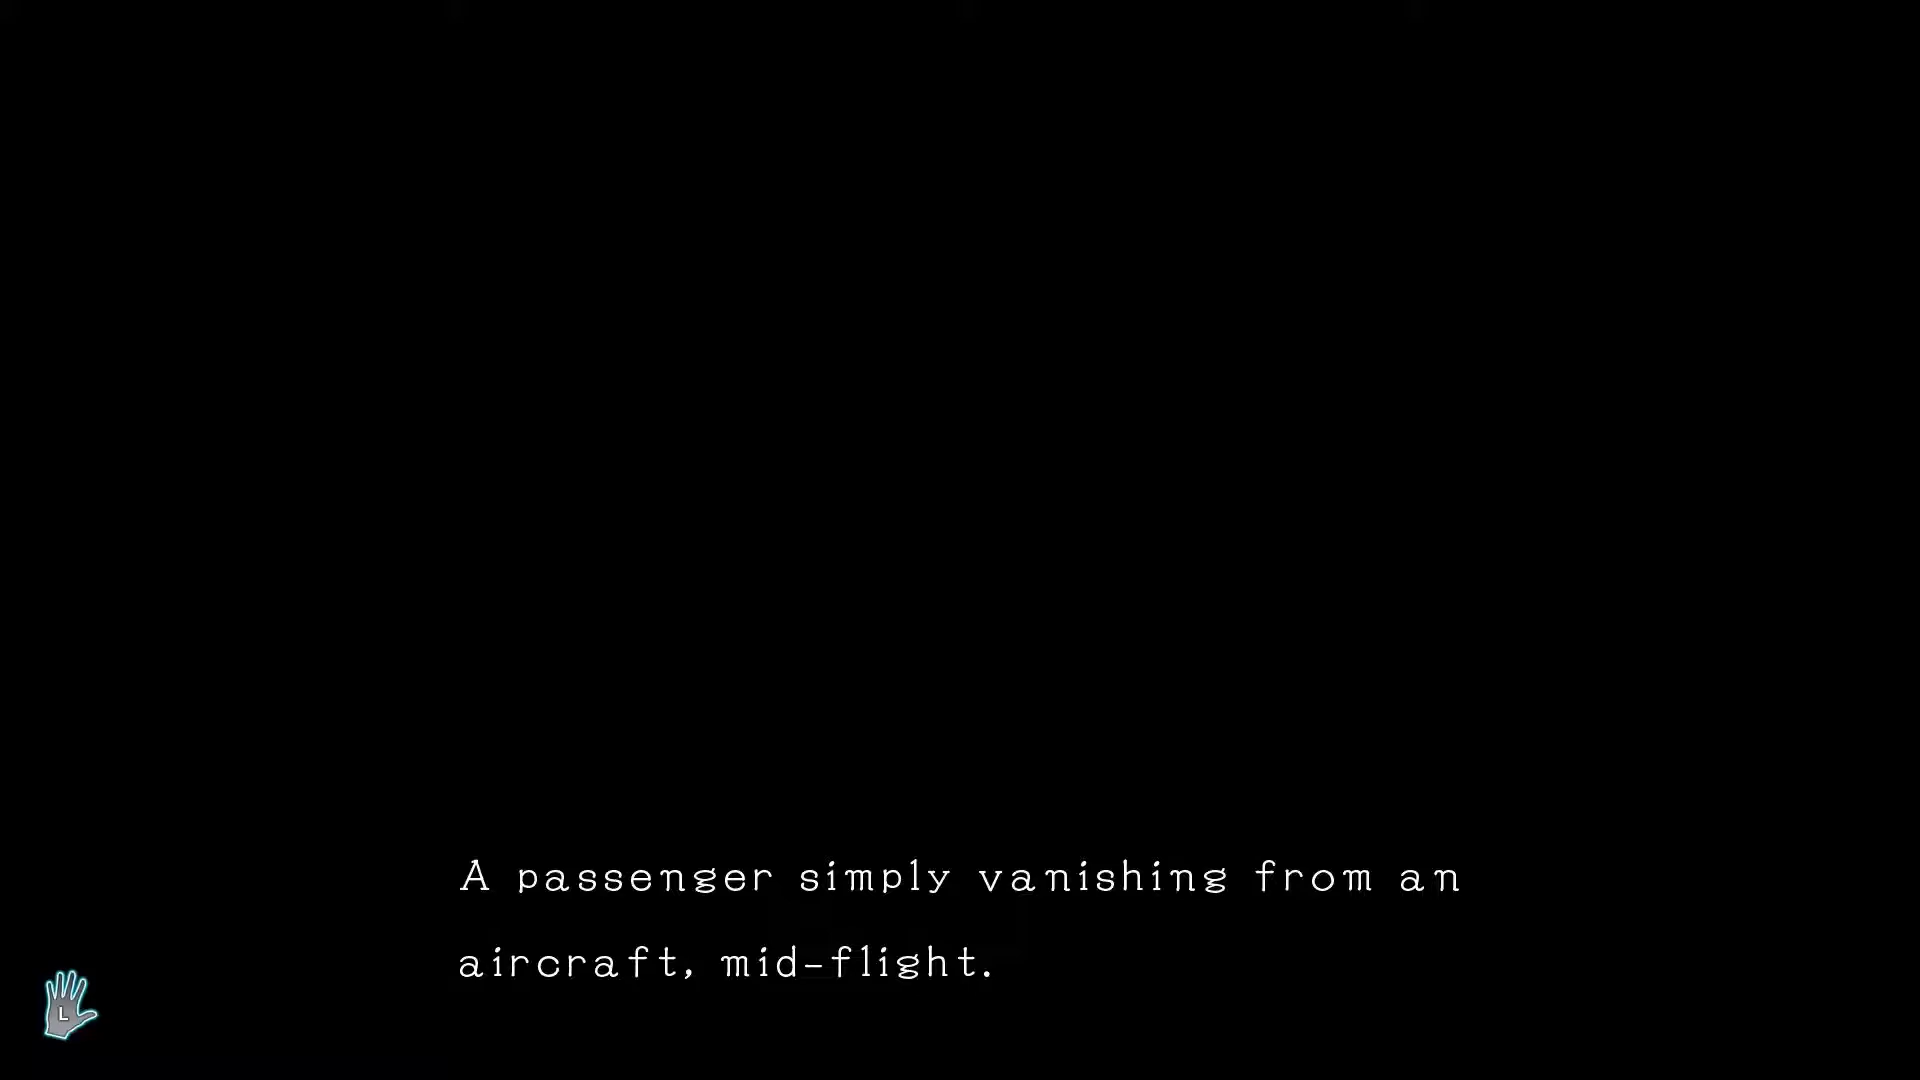 A passenger simply vanishing from an
aircraft, mid-flight.
L